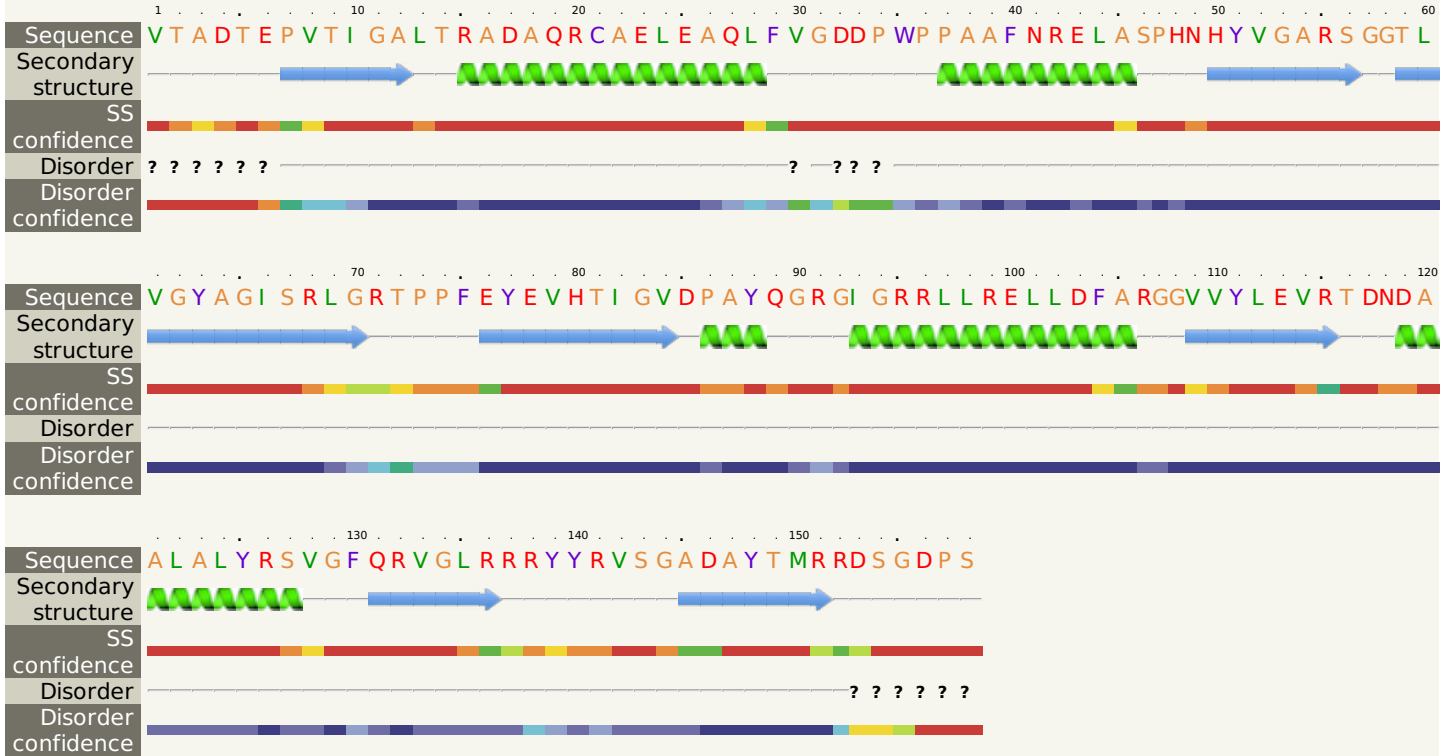 1 10 20 30 40 50 60
Sequence V T A D T E P V T I G A L T R A D A Q R C A E L E A Q L F V G D D P W P P A A F N R E L A S P H N H Y V G A R S G G T L
Secondary
structure
SS
confidence
Disorder ? ? ? ? ? ? ? ? ? ?
Disorder
confidence
70 80 90 100 110 120
Sequence V G Y A G I S R L G R T P P F E Y E V H T I G V D P A Y Q G R G I G R R L L R E L L D F A R G G V V Y L E V R T D N D A
Secondary
structure
SS
confidence
Disorder
Disorder
confidence
130 140 150
Sequence A L A L Y R S V G F Q R V G L R R R Y Y R V S G A D A Y T M R R D S G D P S
Secondary
structure
SS
confidence
Disorder ? ? ? ? ? ?
Disorder
confidence